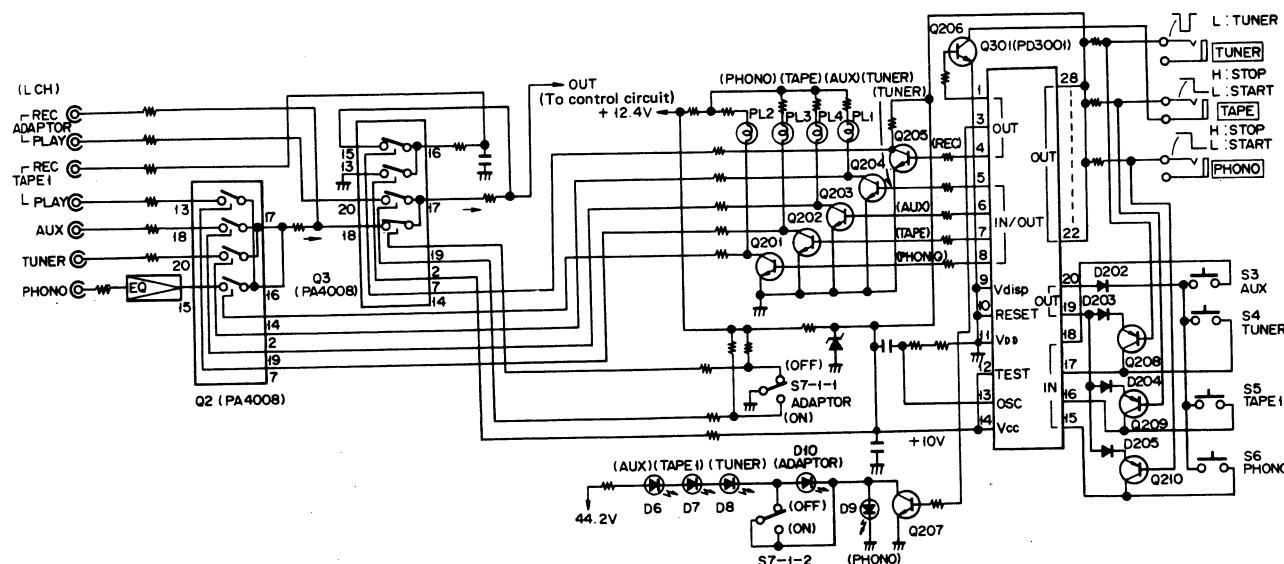 L : TUNER
Q206
Q301(PD3001)
TUNER
(PHONO)(TAPE)(AUX)(TUNER)
(TUNER)
28
H : STOP
L : START
(L CH)
OUT
(To control circuit)
+12.4V
PL2
PL3
PL4
PL1
1
TAPE
REC
ADAPTOR
PLAY
3
OUT
H : STOP
L : START
Q205
(REC)
4
OUT
PHONO
15
16
13
REC
TAPE 1
PLAY
Q204
5
Q203
(AUX)
6
IN/OUT
20
17
13
17
AUX
18
18
Q202
(TAPE)
7
22
TUNER
20
19
Q201
(PHONO)
8
Q3
(PA4008)
2
7
14
PHONO
EQ
15
16
9
Vdisp
20
D202
S3
AUX
10
RESET
OUT
19
D203
S4
TUNER
14
2
19
7
11
VDD
18
Q208
12
TEST
17
(OFF)
S7-1-1
ADAPTOR
(ON)
IN
D204
S5
TAPE 1
13
OSC
16
Q209
Q2 (PA4008)
14
Vcc
15
+10V
D205
S6
PHONO
Q210
(AUX)(TAPE 1)(TUNER)
D10
(ADAPTOR)
44.2V
D6
D7
D8
(OFF)
(ON)
D9
Q207
S7-1-2
(PHONO)